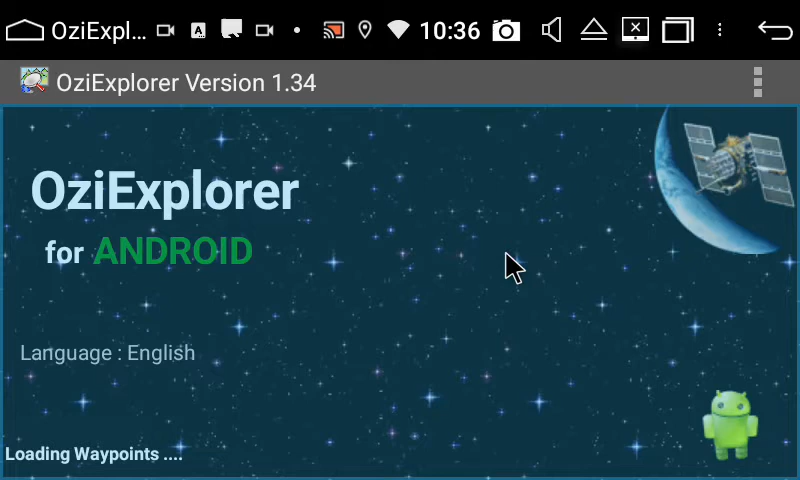 OziExpl... 10:36
OziExplorer Version 1.34
OziExplorer
for ANDROID
Language : English
Loading Waypoints ....